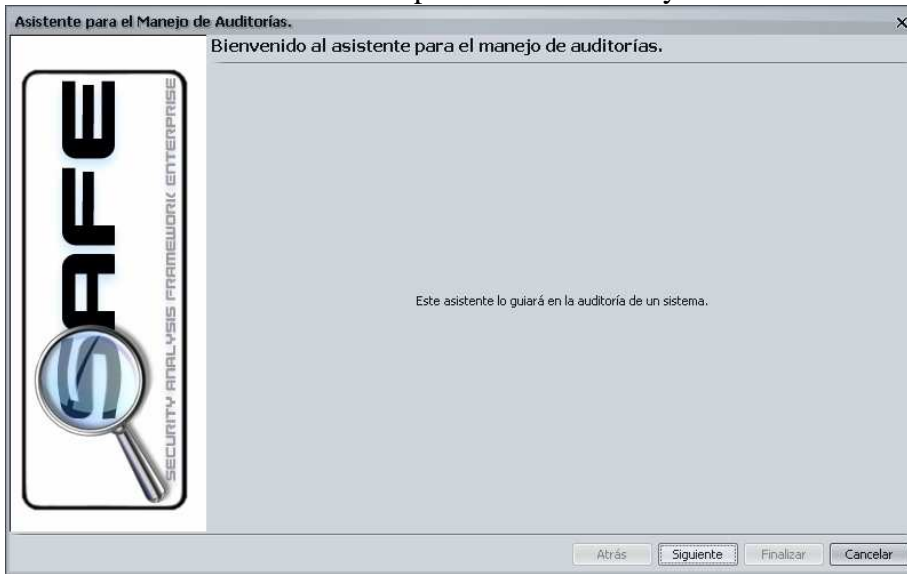 Asistente para el Manejo de Auditorías.
Bienvenido al asistente para el manejo de auditorías.
SAFE
SECURITY ANALYSIS FRAMEWORK ENTERPRISE
Este asistente lo guiará en la auditoría de un sistema.
Atrás
Siguiente
Finalizar
Cancelar